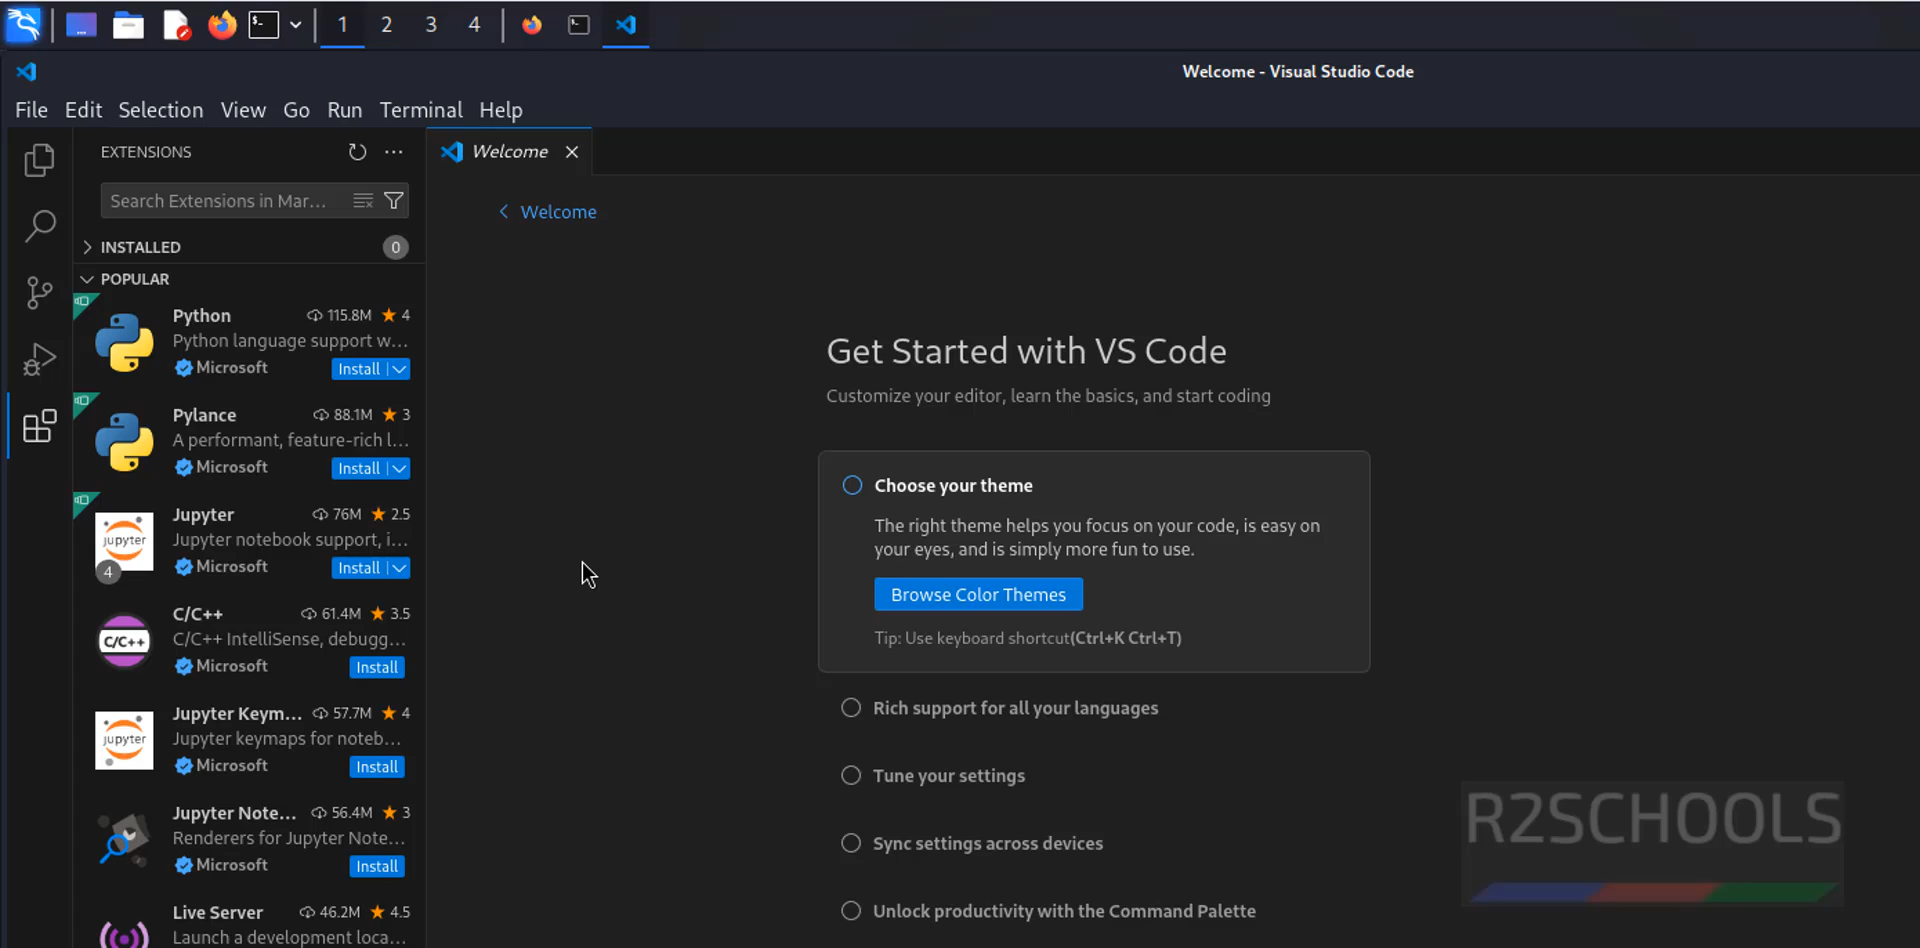 1 2 3 4
Welcome - Visual Studio Code
File Edit Selection View Go Run Terminal Help
EXTENSIONS
Welcome
Search Extensions in Mar...
Welcome
INSTALLED 0
POPULAR
Python 115.8M 4
Python language support w...
Microsoft Install
Pylance 88.1M 3
A performant, feature-rich l...
Microsoft Install
Jupyter 76M 2.5
Jupyter notebook support, i...
Microsoft Install
jupyter
4
C/C++ 61.4M 3.5
C/C++ IntelliSense, debugg...
C/C++
Microsoft Install
Jupyter Keym... 57.7M 4
Jupyter keymaps for noteb...
jupyter
Microsoft Install
Jupyter Note... 56.4M 3
Renderers for Jupyter Note...
Microsoft Install
Live Server 46.2M 4.5
Launch a development loca...
Get Started with VS Code
Customize your editor, learn the basics, and start coding
Choose your theme
The right theme helps you focus on your code, is easy on
your eyes, and is simply more fun to use.
Browse Color Themes
Tip: Use keyboard shortcut(Ctrl+K Ctrl+T)
Rich support for all your languages
Tune your settings
Sync settings across devices
Unlock productivity with the Command Palette
R2SCHOOLS